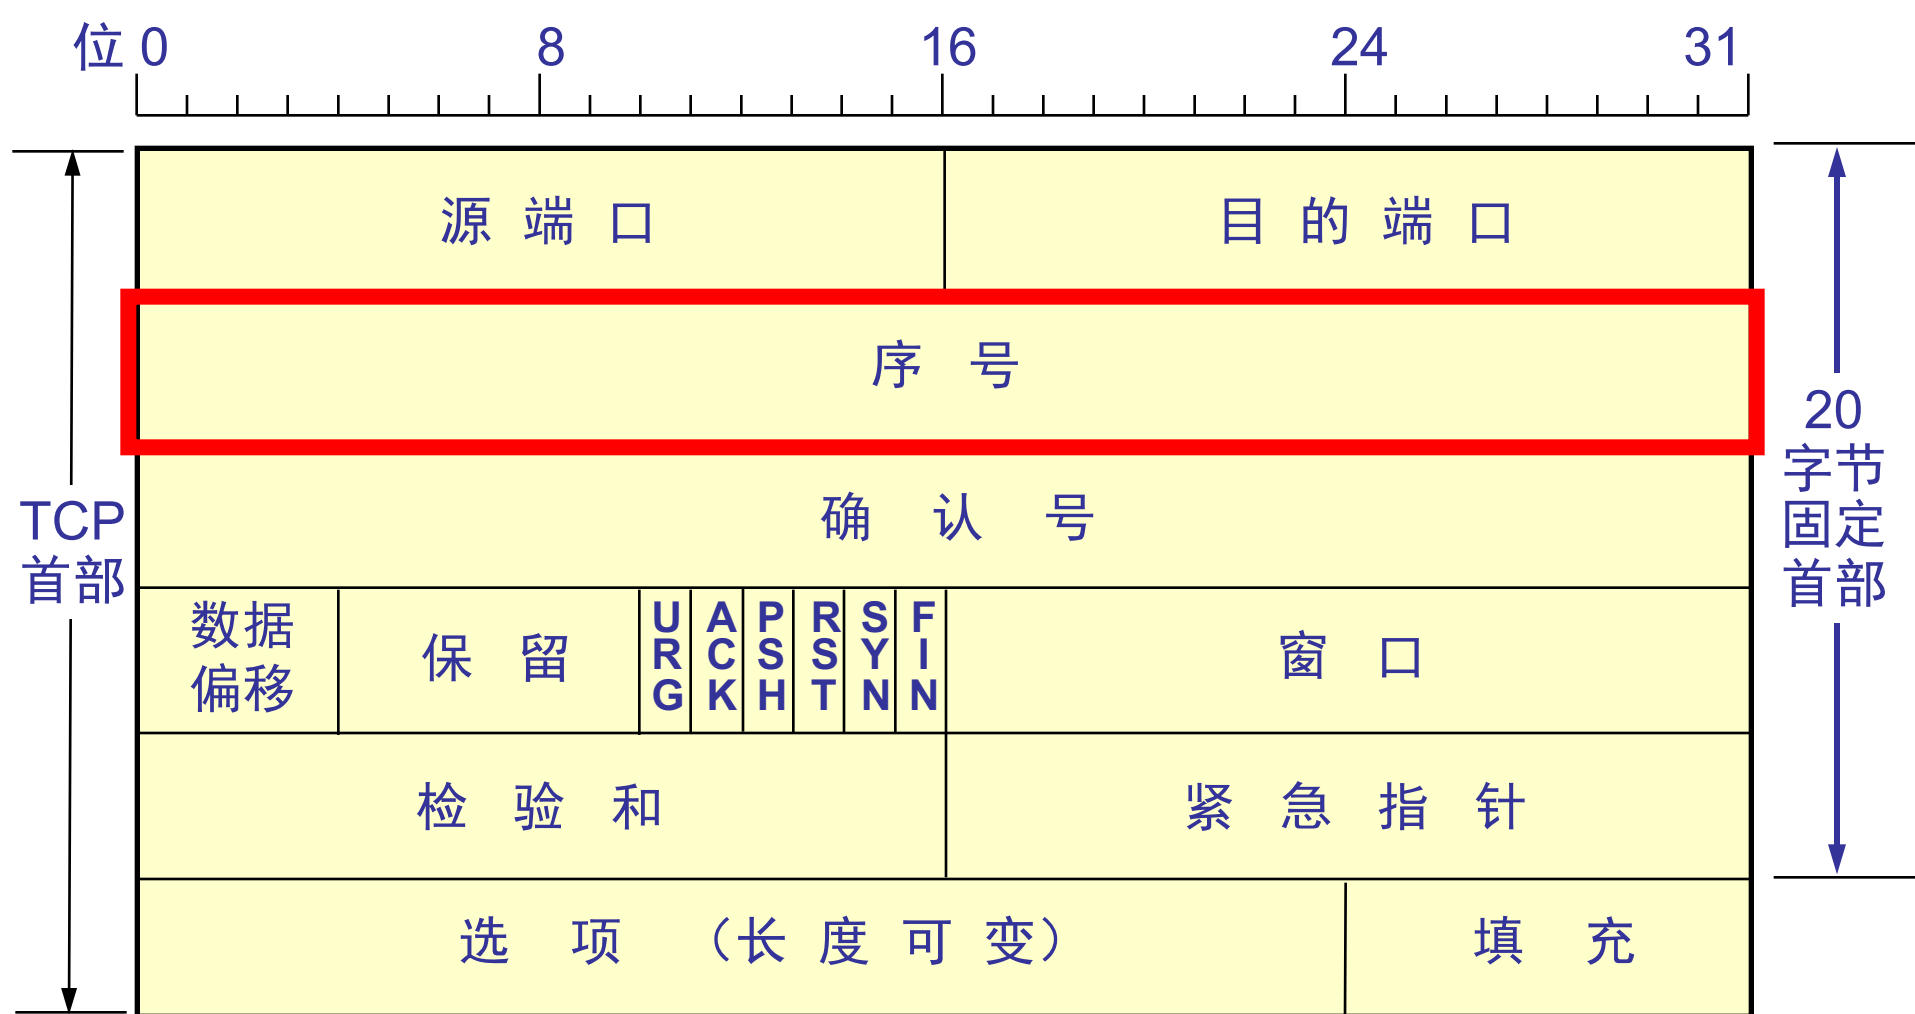 位 0 8 16 24 31
源端口 目的端口
序号
确认号
TCP
首部
20
字节
固定
首部
数据
偏移
保留
URG
ACK
PSH
RST
SYN
FIN
窗口
检验和 紧急指针
选项（长度可变） 填充